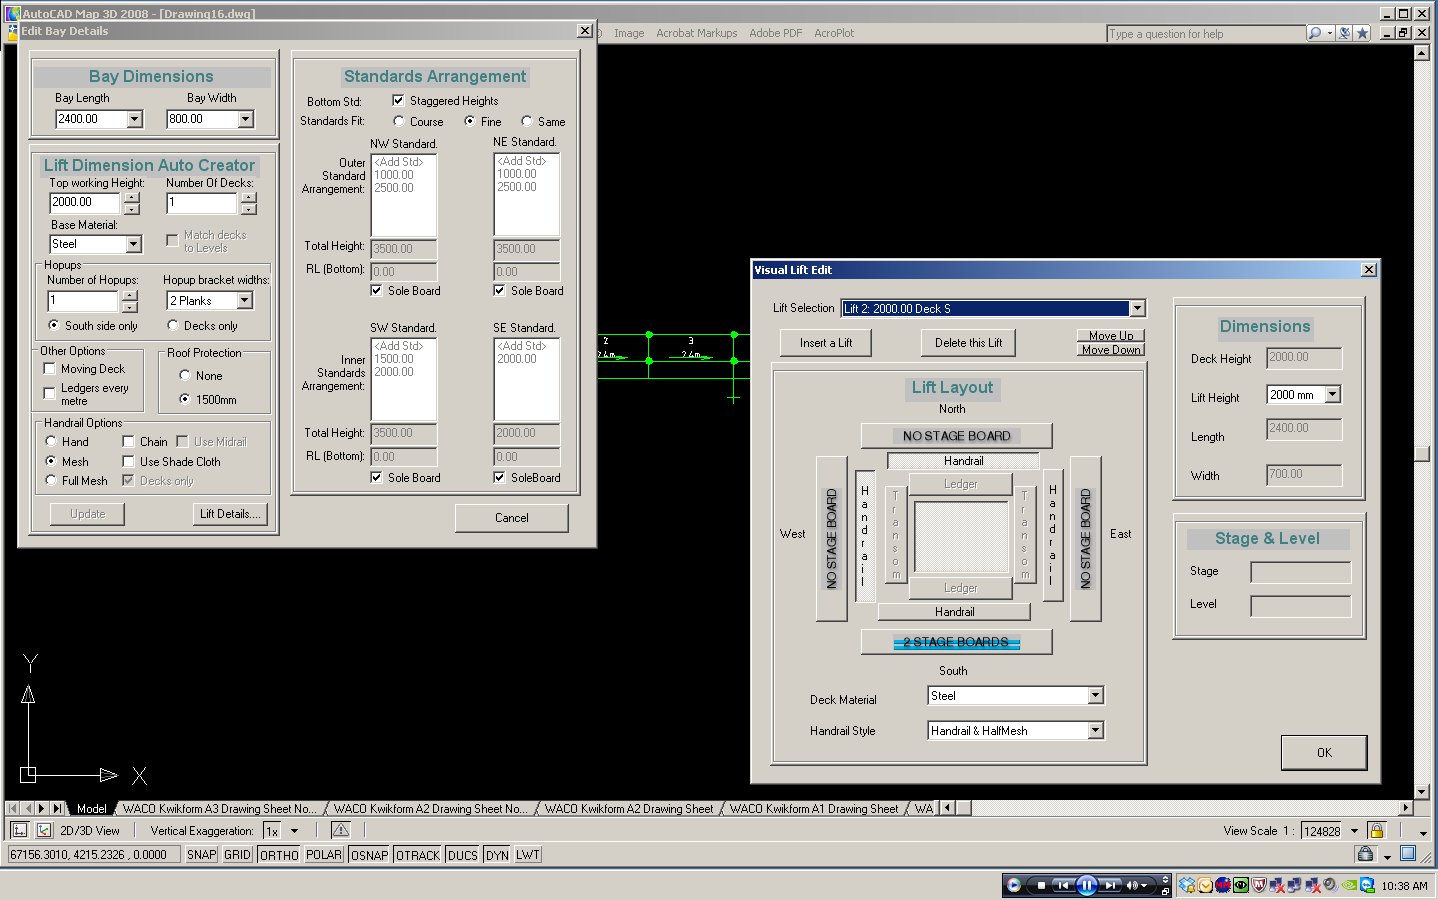 AutoCAD Map 3D 2008 - [Drawing16.dwg]
Edit Bay Details
Image
Acrobat Markups
Adobe PDF
AcroPlot
Type a question for help
Bay Dimensions
Bay Length
Bay Width
2400.00
800.00
Lift Dimension Auto Creator
Top working Height:
Number Of Decks:
2000.00
1
Base Material:
Steel
Match decks
to Levels
Hopups
Number of Hopups:
Hopup bracket widths:
1
2 Planks
South side only
Decks only
Other Options
Moving Deck
Ledgers every
metre
Roof Protection
None
1500mm
Handrail Options
Hand
Chain
Use Midrail
Mesh
Use Shade Cloth
Full Mesh
Decks only
Update
Lift Details....
Standards Arrangement
Bottom Std:
Staggered Heights
Standards Fit:
Course
Fine
Same
NW Standard.
NE Standard.
Outer
Standard
Arrangement:
<Add Std>
1000.00
2500.00
<Add Std>
1000.00
2500.00
Total Height:
3500.00
3500.00
RL (Bottom):
0.00
0.00
Sole Board
Sole Board
SW Standard.
SE Standard.
Inner
Standards
Arrangement:
<Add Std>
1500.00
2000.00
<Add Std>
2000.00
Total Height:
3500.00
2000.00
RL (Bottom):
0.00
0.00
Sole Board
SoleBoard
Cancel
2
3
2.4m
2.4m
Visual Lift Edit
Lift Selection
Lift 2: 2000.00 Deck S
Insert a Lift
Delete this Lift
Move Up
Move Down
Lift Layout
North
NO STAGE BOARD
Handrail
Ledger
West
NO STAGE BOARD
Handrail
Transom
Transom
Handrail
NO STAGE BOARD
East
Ledger
Handrail
2 STAGE BOARDS
South
Deck Material
Steel
Handrail Style
Handrail & HalfMesh
Dimensions
Deck Height
2000.00
Lift Height
2000 mm
Length
2400.00
Width
700.00
Stage & Level
Stage
Level
OK
Y
X
Model
WACO Kwikform A3 Drawing Sheet No...
WACO Kwikform A2 Drawing Sheet No...
WACO Kwikform A2 Drawing Sheet
WACO Kwikform A1 Drawing Sheet
WA
2D/3D View
Vertical Exaggeration:
1x
View Scale 1 :
124828
67156.3010, 4215.2326 , 0.0000
SNAP
GRID
ORTHO
POLAR
OSNAP
OTRACK
DUCS
DYN
LWT
10:38 AM